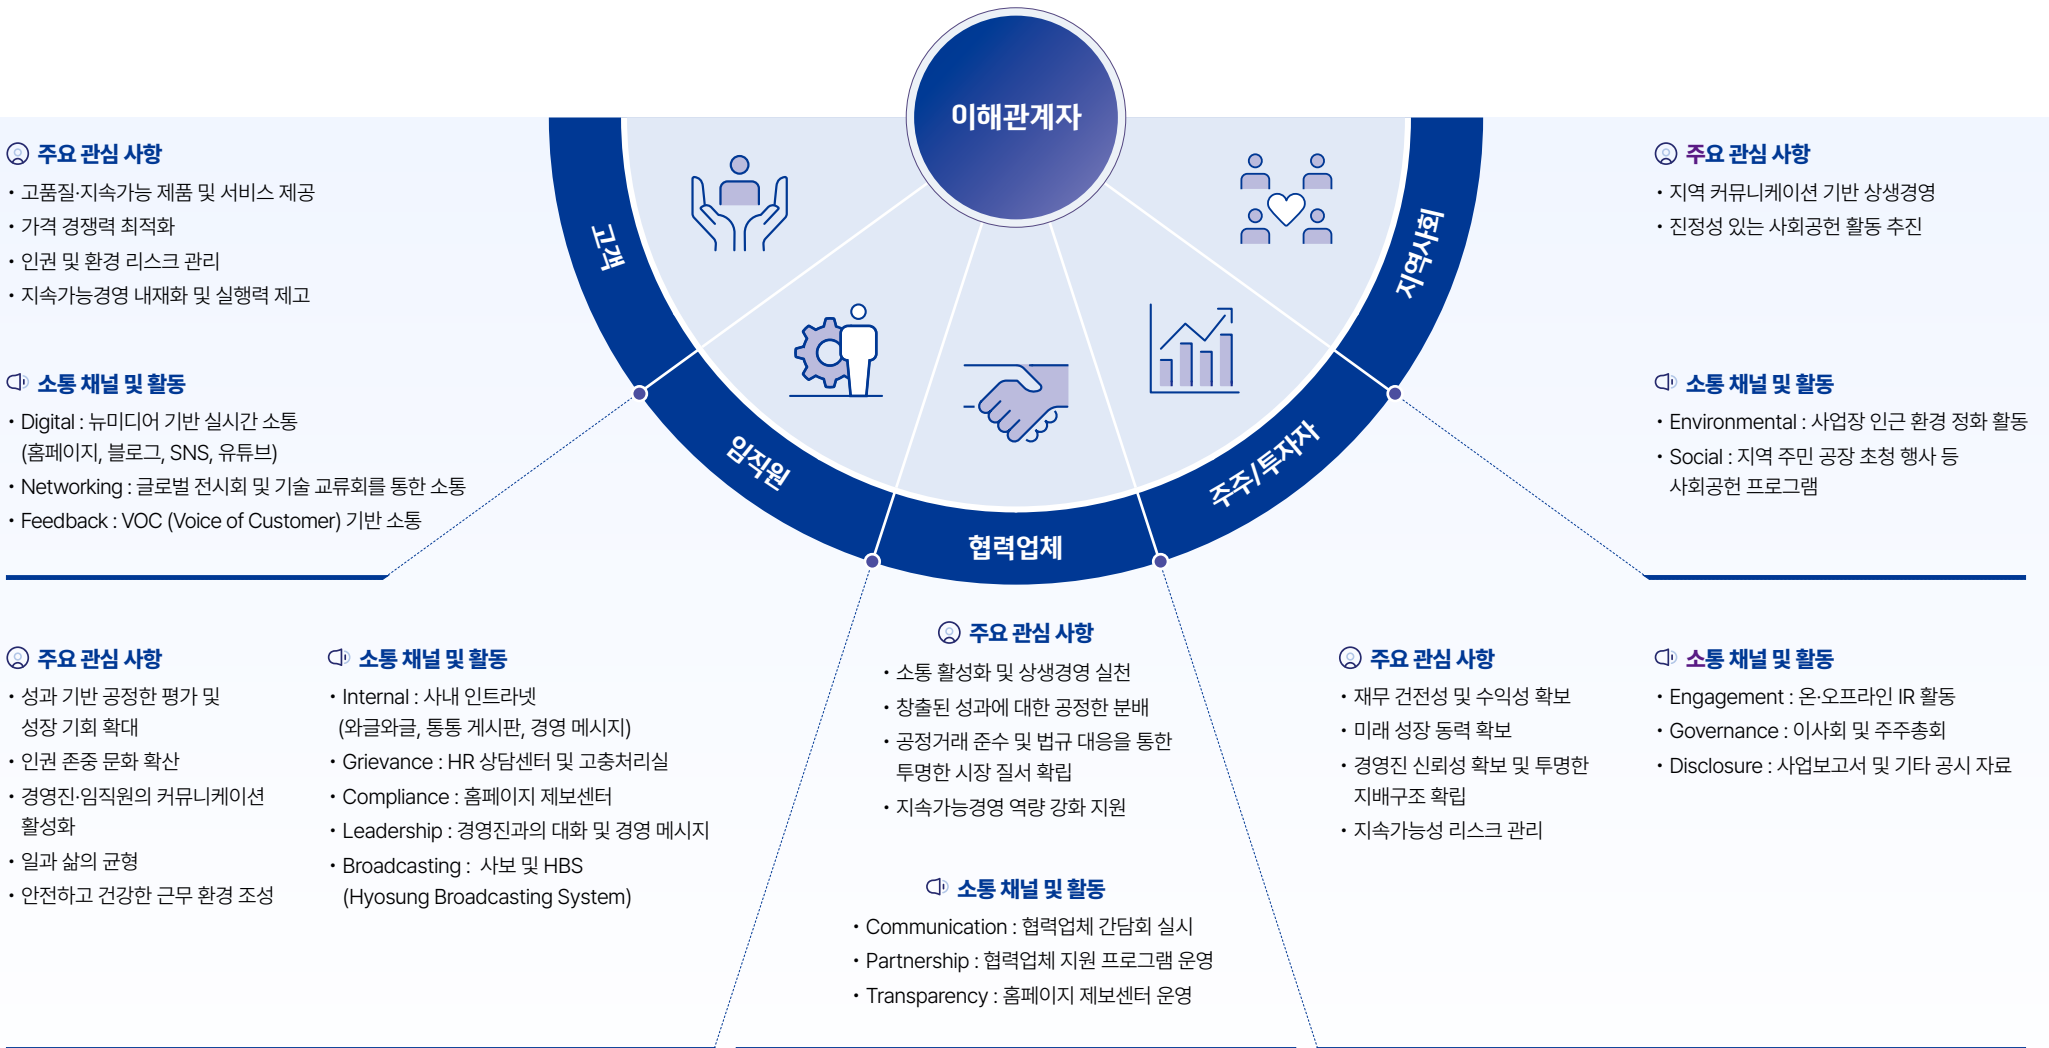 이해관계자
고객
임직원
협력업체
주주/투자자
지역사회
주요 관심 사항
• 고품질·지속가능 제품 및 서비스 제공
• 가격 경쟁력 최적화
• 인권 및 환경 리스크 관리
• 지속가능경영 내재화 및 실행력 제고
소통 채널 및 활동
• Digital : 뉴미디어 기반 실시간 소통
(홈페이지, 블로그, SNS, 유튜브)
• Networking : 글로벌 전시회 및 기술 교류회를 통한 소통
• Feedback : VOC (Voice of Customer) 기반 소통
주요 관심 사항
• 지역 커뮤니케이션 기반 상생경영
• 진정성 있는 사회공헌 활동 추진
소통 채널 및 활동
• Environmental : 사업장 인근 환경 정화 활동
• Social : 지역 주민 공장 초청 행사 등
사회공헌 프로그램
주요 관심 사항
• 성과 기반 공정한 평가 및
성장 기회 확대
• 인권 존중 문화 확산
• 경영진·임직원의 커뮤니케이션
활성화
• 일과 삶의 균형
• 안전하고 건강한 근무 환경 조성
소통 채널 및 활동
• Internal : 사내 인트라넷
(와글와글, 통통 게시판, 경영 메시지)
• Grievance : HR 상담센터 및 고충처리실
• Compliance : 홈페이지 제보센터
• Leadership : 경영진과의 대화 및 경영 메시지
• Broadcasting : 사보 및 HBS
(Hyosung Broadcasting System)
주요 관심 사항
• 소통 활성화 및 상생경영 실천
• 창출된 성과에 대한 공정한 분배
• 공정거래 준수 및 법규 대응을 통한
투명한 시장 질서 확립
• 지속가능경영 역량 강화 지원
소통 채널 및 활동
• Communication : 협력업체 간담회 실시
• Partnership : 협력업체 지원 프로그램 운영
• Transparency : 홈페이지 제보센터 운영
주요 관심 사항
• 재무 건전성 및 수익성 확보
• 미래 성장 동력 확보
• 경영진 신뢰성 확보 및 투명한
지배구조 확립
• 지속가능성 리스크 관리
소통 채널 및 활동
• Engagement : 온·오프라인 IR 활동
• Governance : 이사회 및 주주총회
• Disclosure : 사업보고서 및 기타 공시 자료